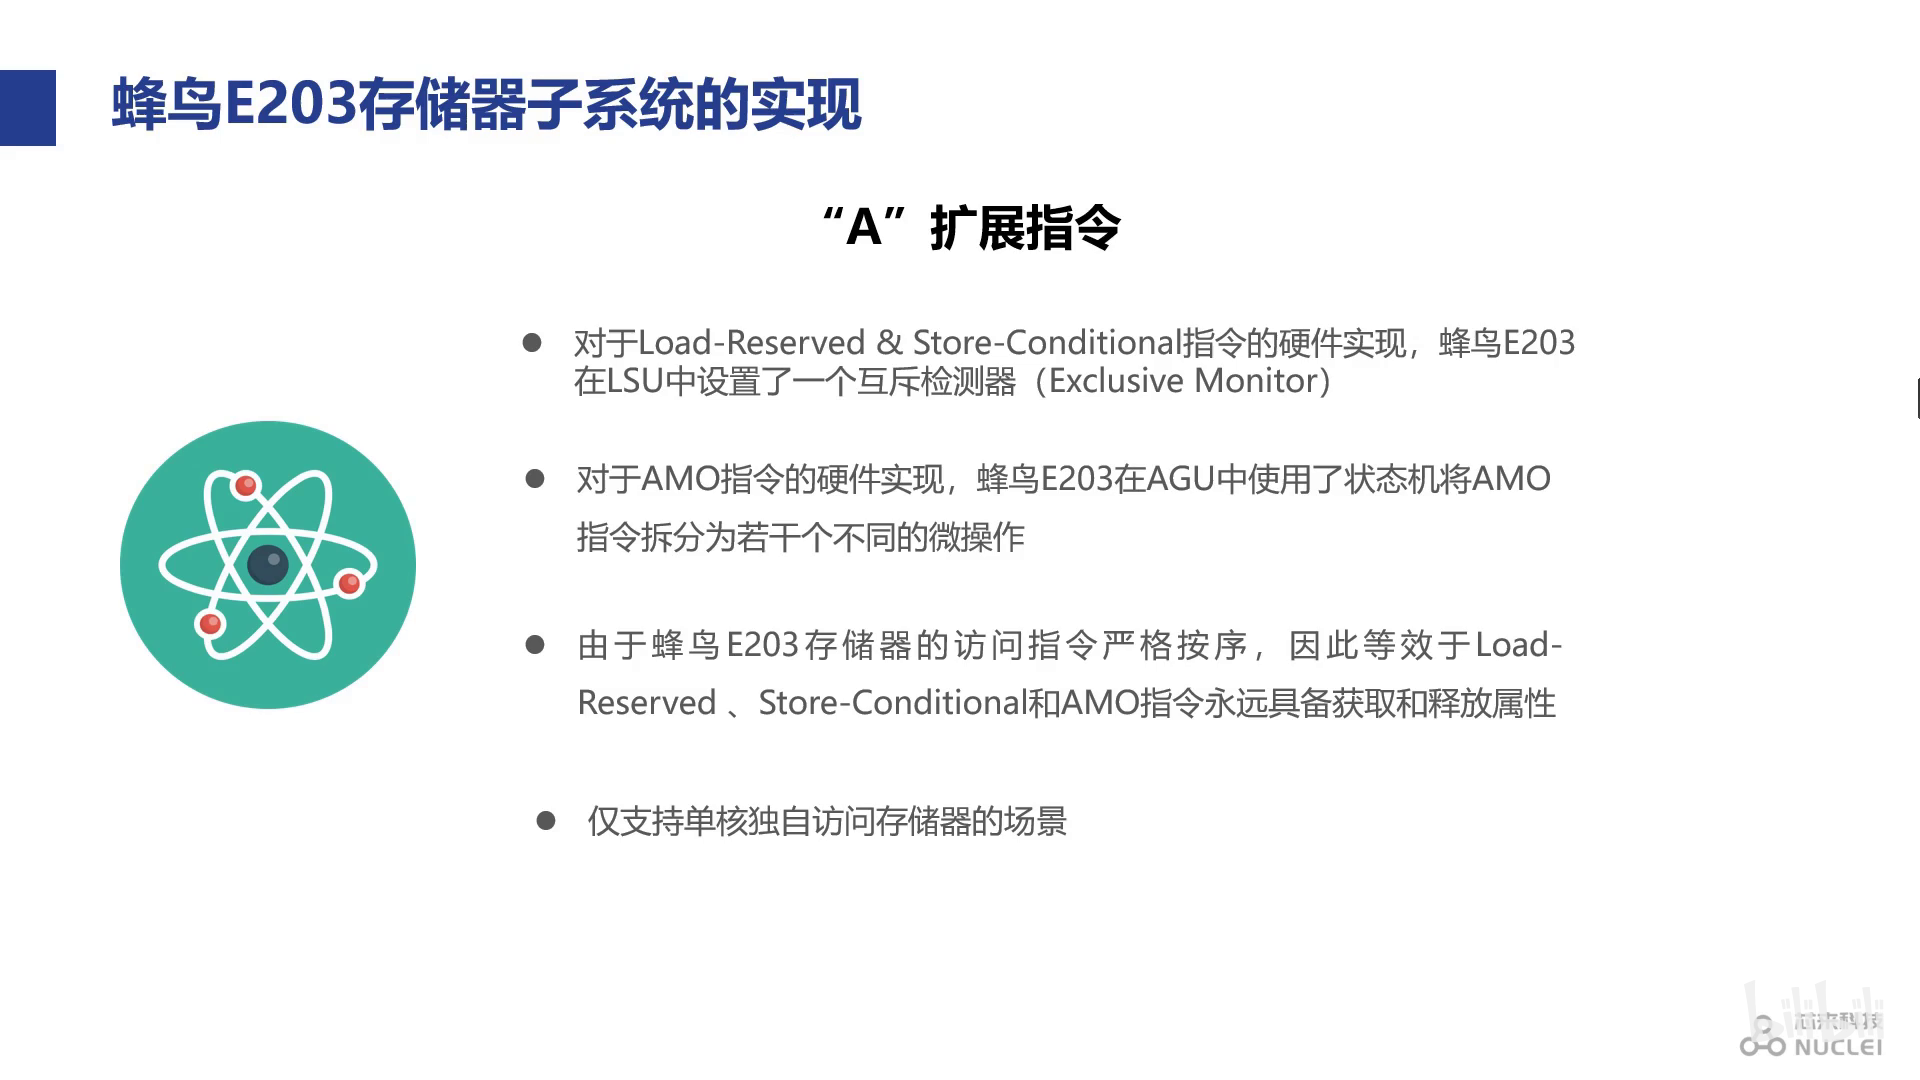 蜂鸟E203存储器子系统的实现
“A”扩展指令
对于Load-Reserved & Store-Conditional指令的硬件实现，蜂鸟E203
在LSU中设置了一个互斥检测器（Exclusive Monitor）
对于AMO指令的硬件实现，蜂鸟E203在AGU中使用了状态机将AMO
指令拆分为若干个不同的微操作
由于蜂鸟E203存储器的访问指令严格按序，因此等效于Load-
Reserved 、Store-Conditional和AMO指令永远具备获取和释放属性
仅支持单核独自访问存储器的场景
bilibili
芯来科技
NUCLEI